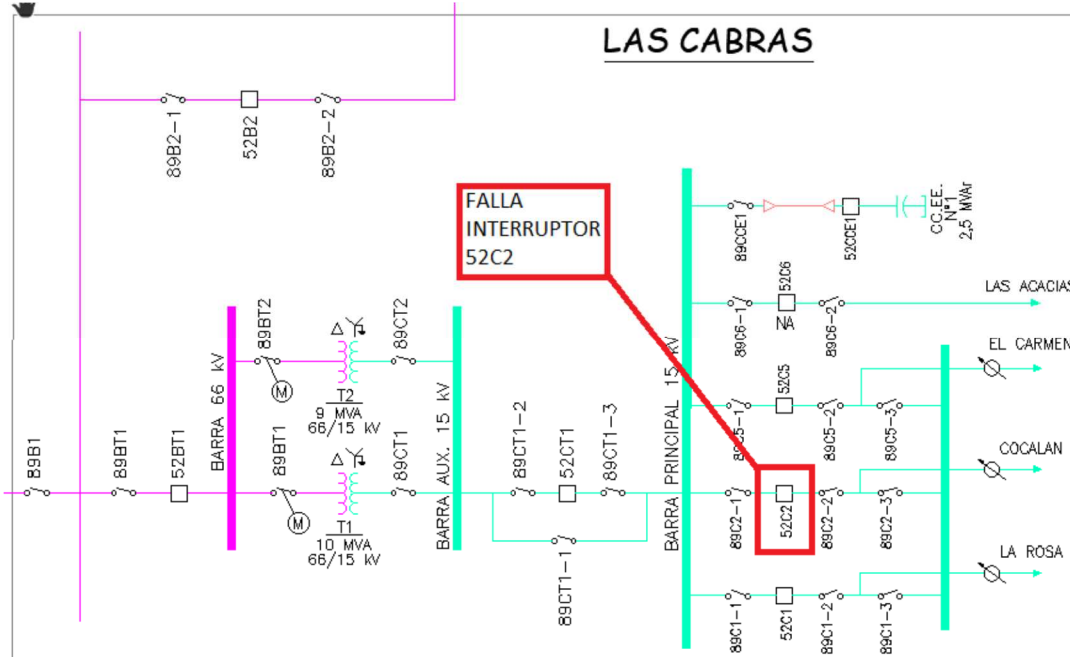 LAS CABRAS
89B2-1
52B2
89B2-2
FALLA
INTERRUPTOR
52C2
89CCE1
52CCE1
CC.EE.
Nº1
2,5 MVAr
52C6
89C6-1
NA
89C6-2
LAS ACACIAS
EL CARMEN
52C5
89C5-1
89C5-2
89C5-3
COCALAN
89C2-1
52C2
89C2-2
89C2-3
LA ROSA
89C1-1
52C1
89C1-2
89C1-3
BARRA PRINCIPAL 15 kV
89B1
89BT1
52BT1
BARRA 66 kV
89BT2
T2
9 MVA
66/15 kV
M
89CT2
89BT1
T1
10 MVA
66/15 kV
M
89CT1
BARRA AUX. 15 kV
89CT1-2
52CT1
89CT1-3
89CT1-1